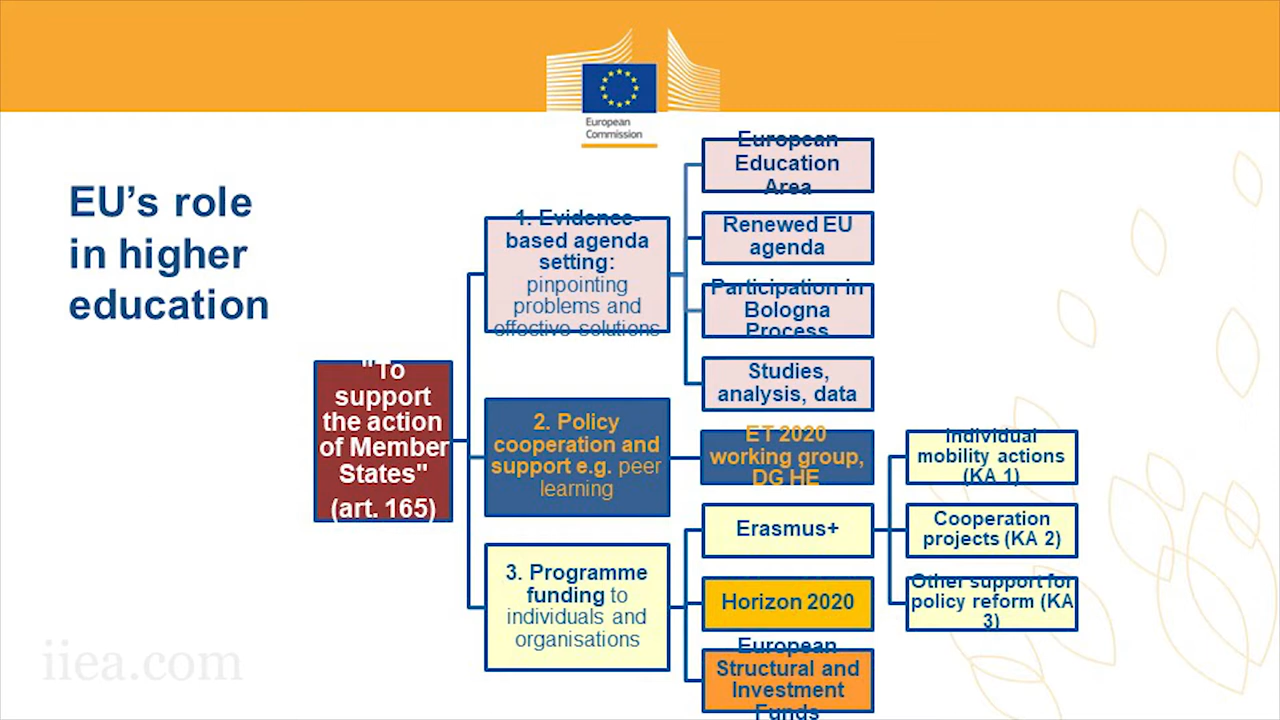 European
Commission
EU's role
in higher
education
"To
support
the action
of Member
States"
(art. 165)
1. Evidence-
based agenda
setting:
pinpointing
problems and
effective solutions
European
Education
Area
Renewed EU
agenda
Participation in
Bologna
Process
Studies,
analysis, data
2. Policy
cooperation and
support e.g. peer
learning
ET 2020
working group,
DG HE
3. Programme
funding to
individuals and
organisations
Erasmus+
Individual
mobility actions
(KA 1)
Cooperation
projects (KA 2)
Other support for
policy reform (KA
3)
Horizon 2020
European
Structural and
Investment
Funds
iiea.com